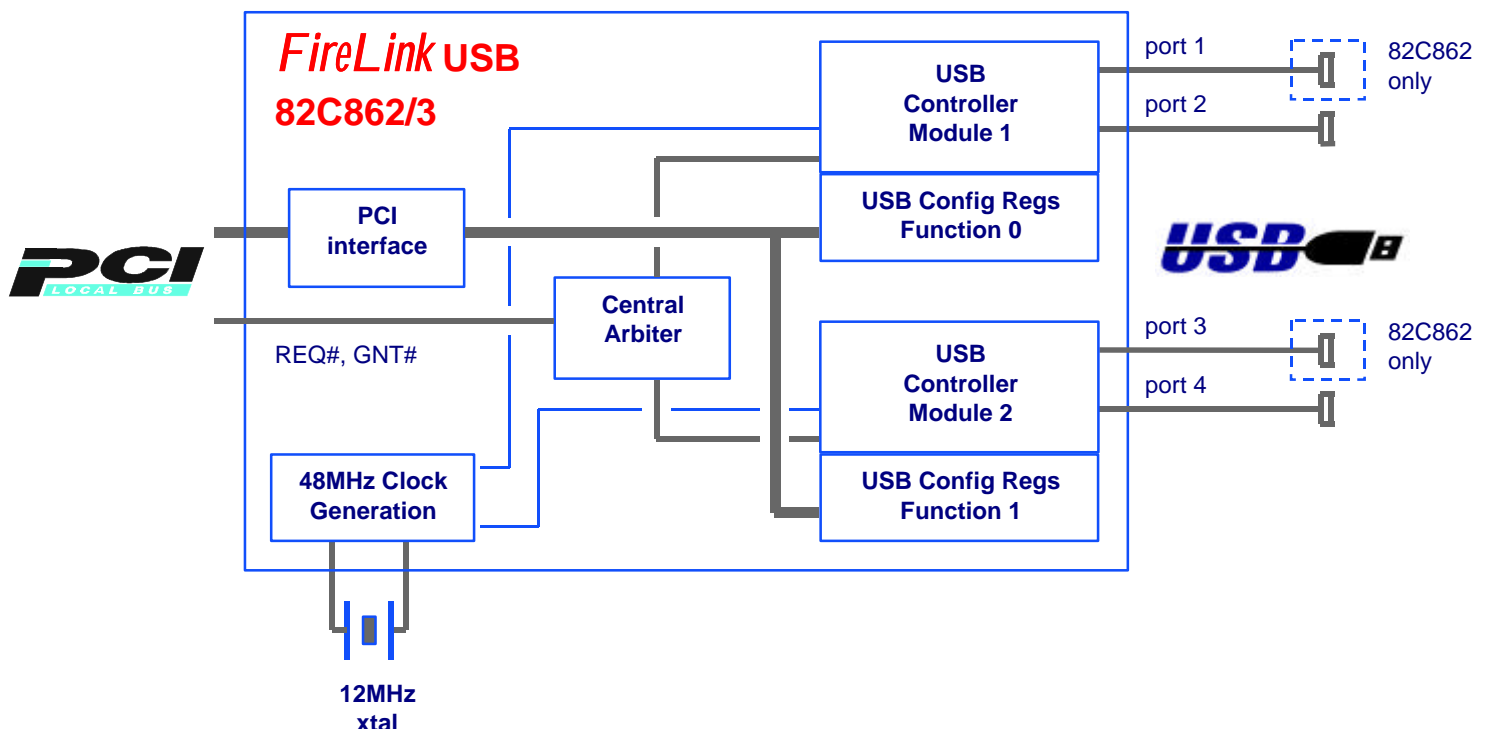 FireLink USB
82C862/3
PCI
LOCAL BUS
PCI
interface
REQ#, GNT#
Central
Arbiter
48MHz Clock
Generation
12MHz
xtal
USB
Controller
Module 1
USB Config Regs
Function 0
USB
Controller
Module 2
USB Config Regs
Function 1
port 1
port 2
82C862
only
USB
port 3
port 4
82C862
only